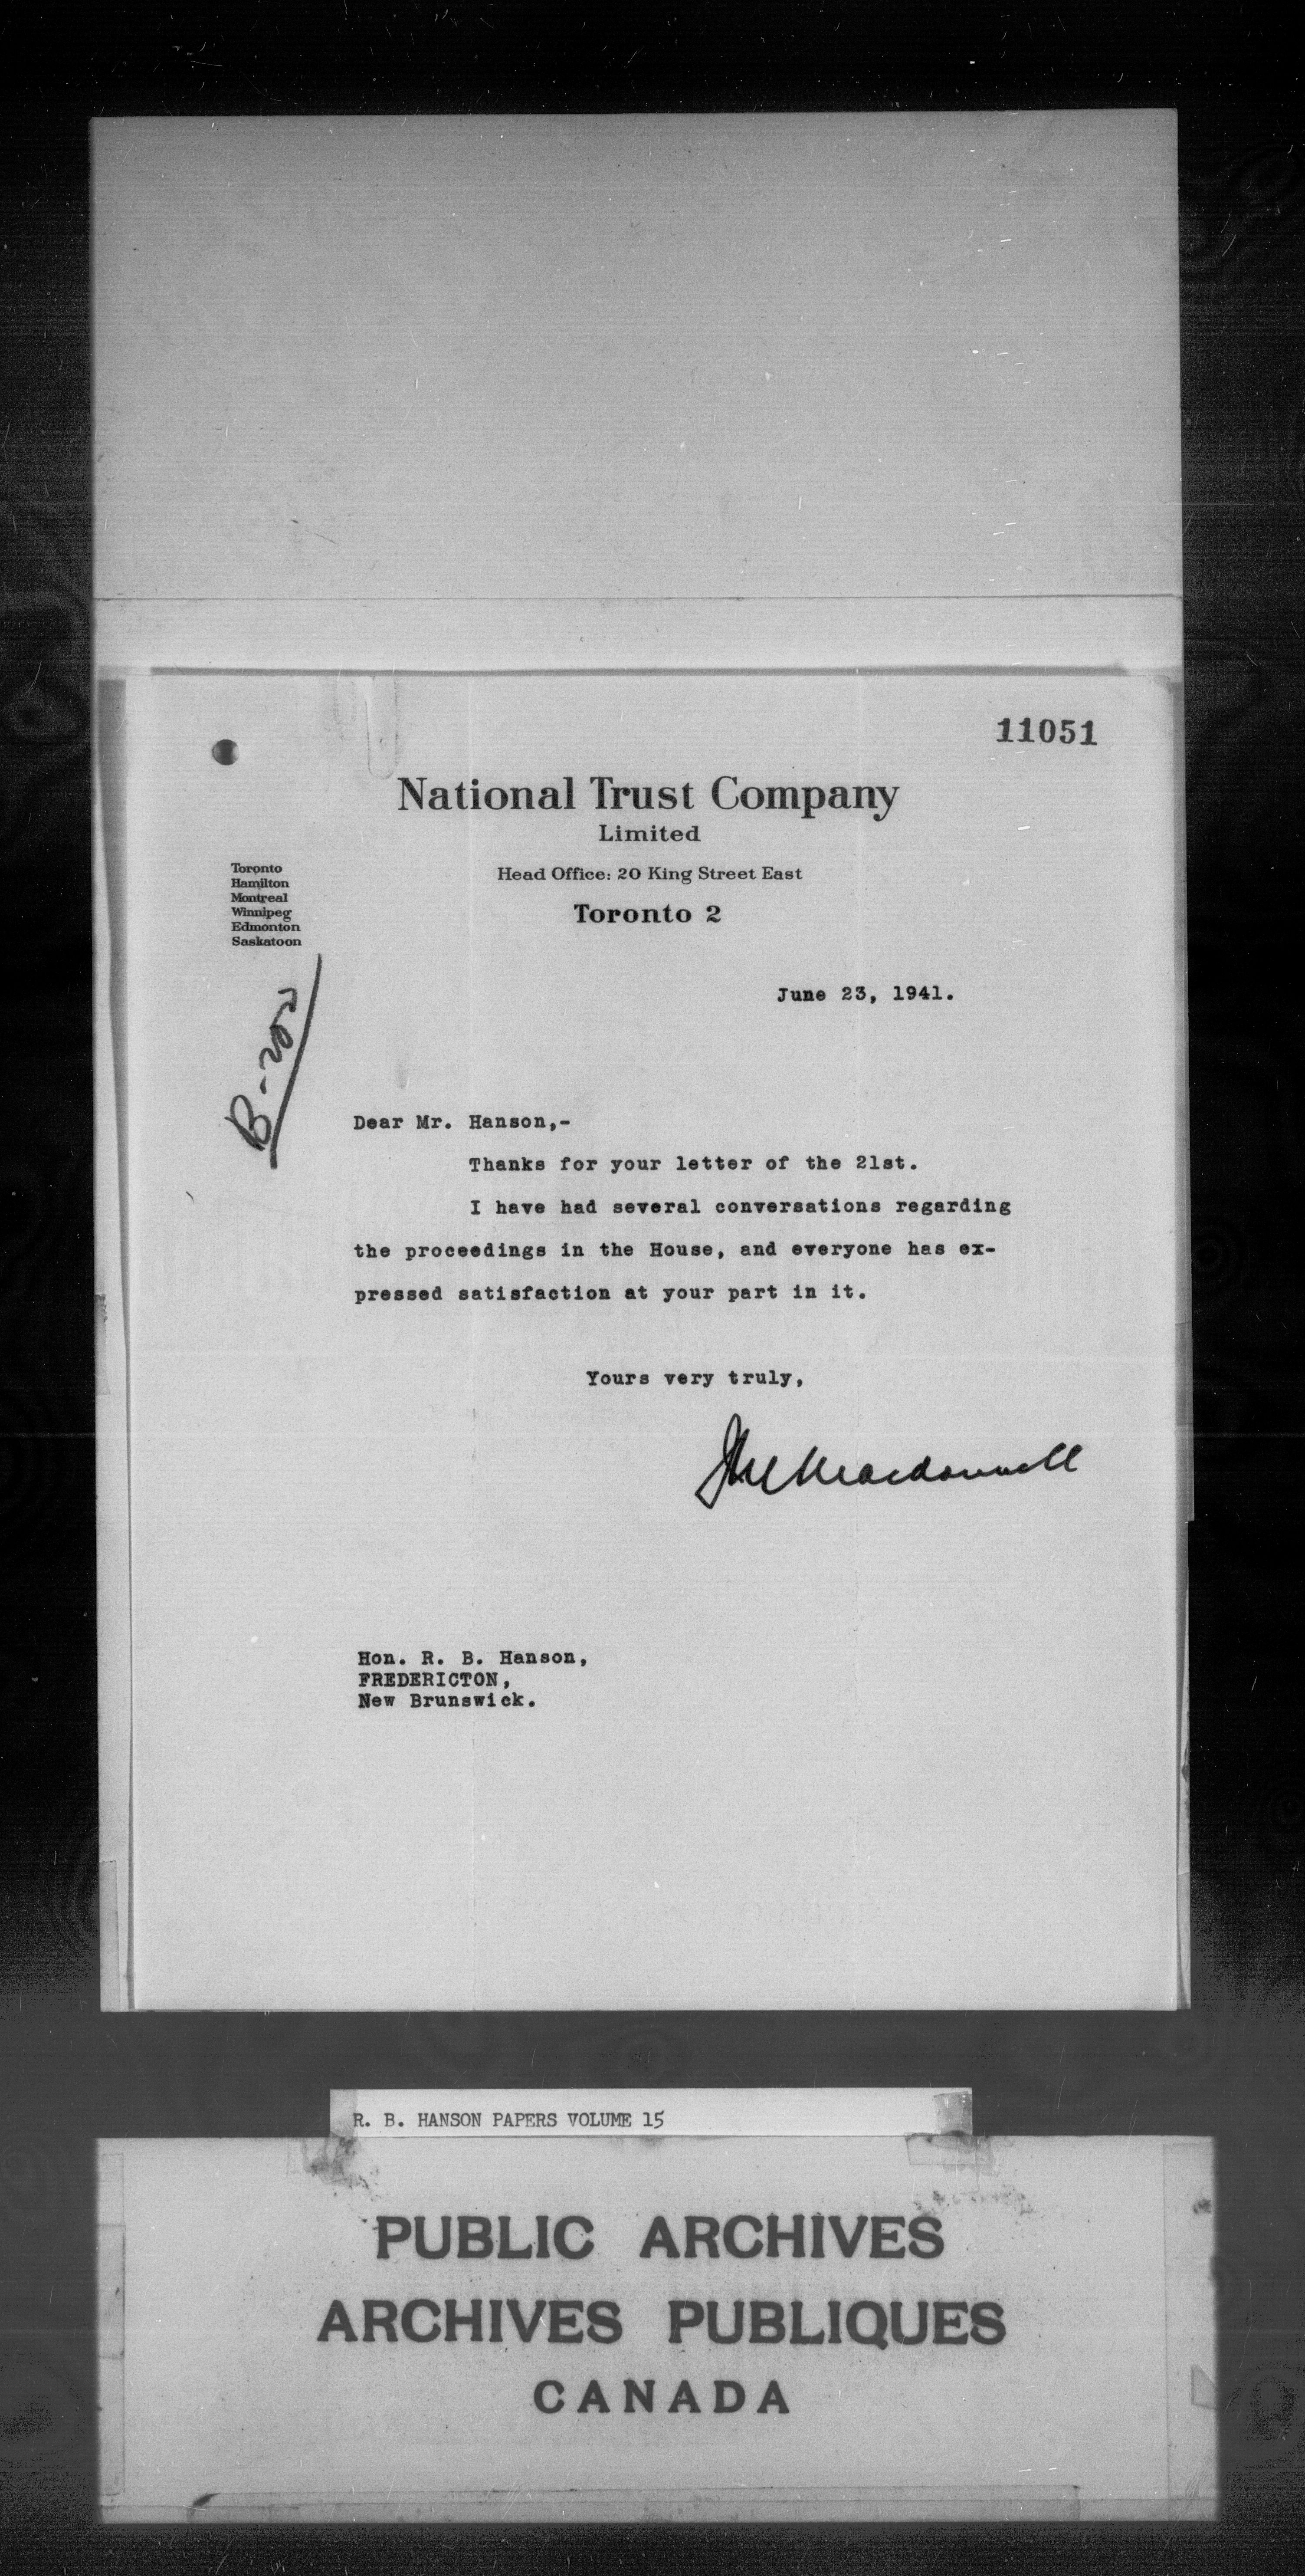 11051
National Trust Company
Limited
Head Office: 20 King Street East
Toronto 2
Toronto
Hamilton
Montreal
Winnipeg
Edmonton
Saskatoon
June 23, 1941.
Dear Mr. Hanson,-
Thanks for your letter of the 21st.
I have had several conversations regarding
the proceedings in the House, and everyone has ex-
pressed satisfaction at your part in it.
Yours very truly,
Macdonnell
Hon. R. B. Hanson,
FREDERICTON,
New Brunswick.
R. B. HANSON PAPERS VOLUME 15
PUBLIC ARCHIVES
ARCHIVES PUBLIQUES
CANADA